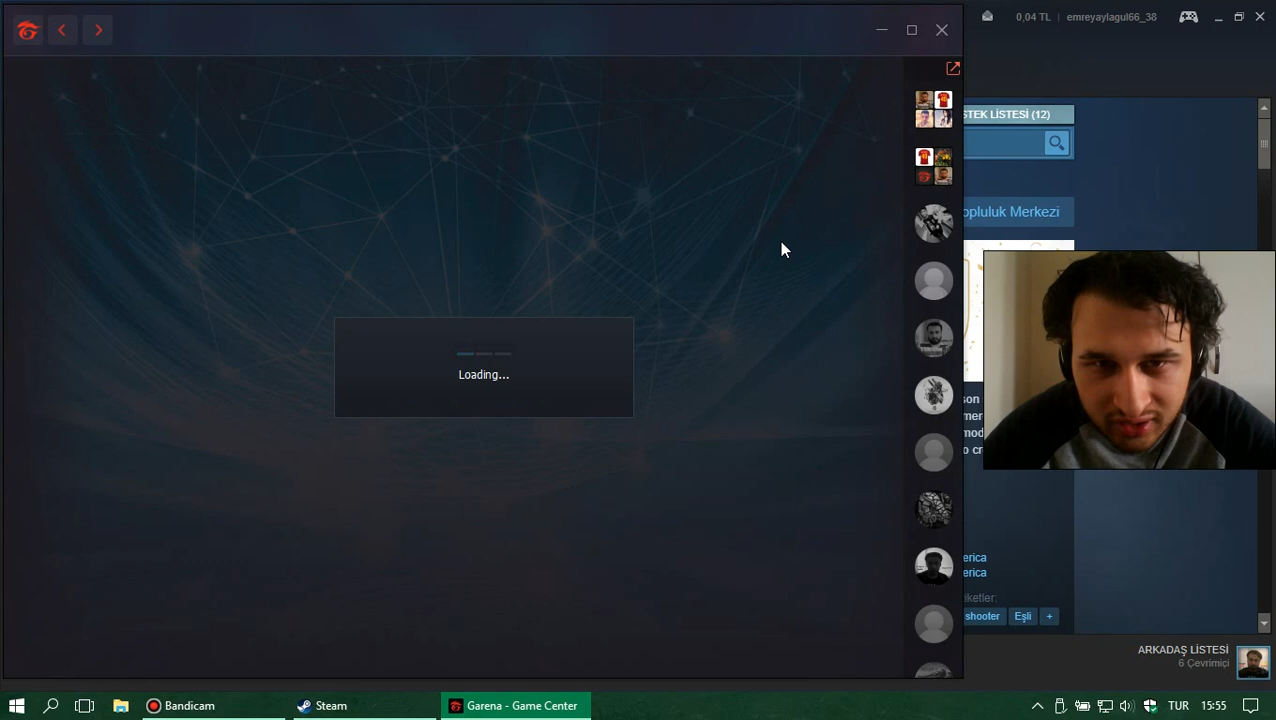 0,04 TL
emreyaylagul66_38
STEK LİSTESİ (12)
opluluk Merkezi
Loading...
son
mer
mod
o cr
erica
erica
iketler:
shooter
Eşli
+
ARKADAŞ LİSTESİ
6 Çevrimiçi
Bandicam
Steam
Garena - Game Center
TUR
15:55